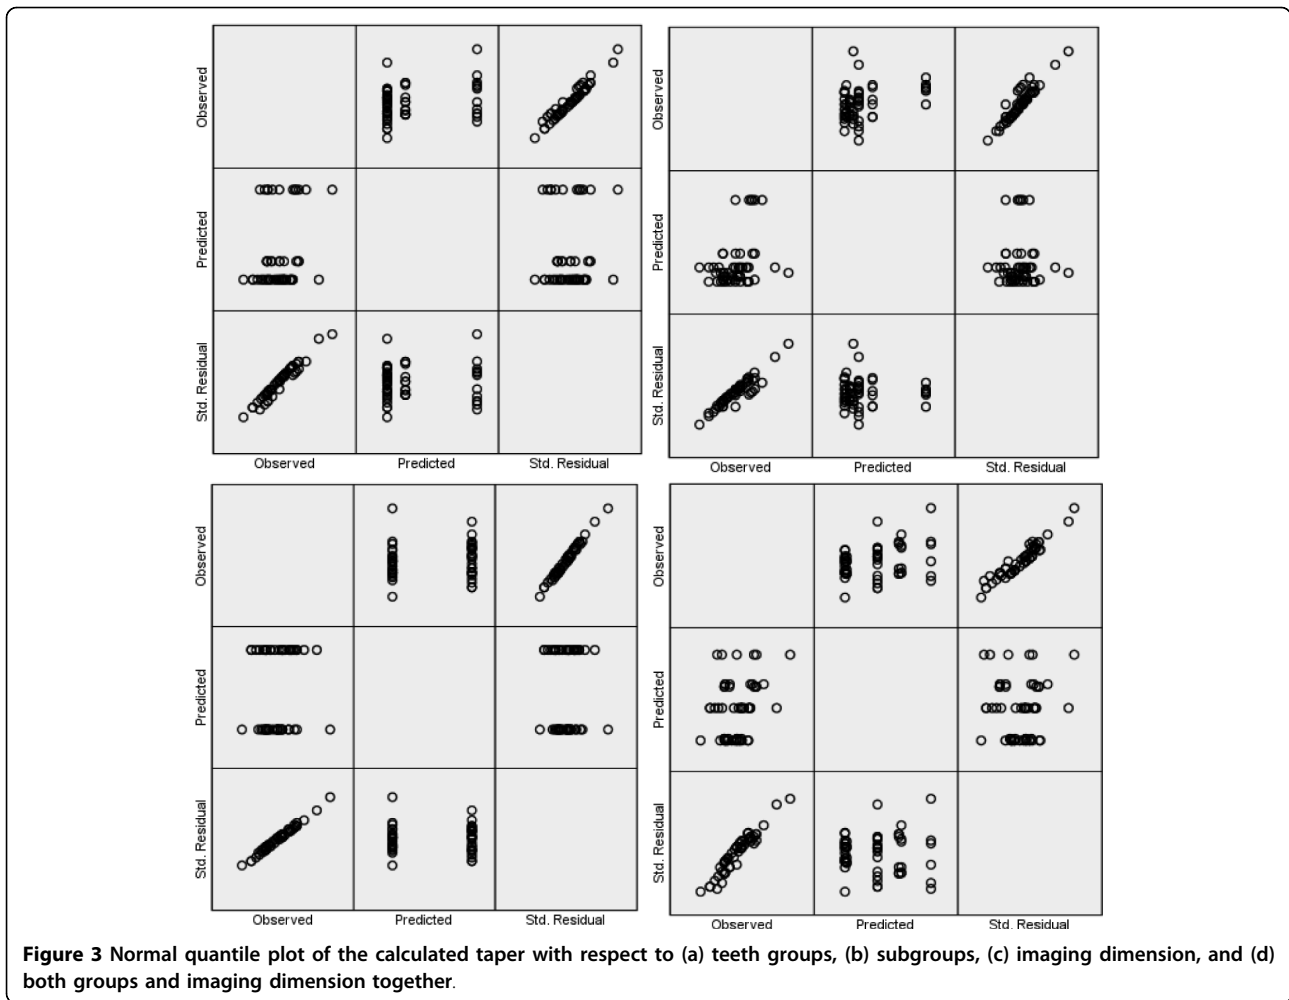 Observed
Predicted
Std. Residual
Observed Predicted Std. Residual
Observed
Predicted
Std. Residual
Observed Predicted Std. Residual
Observed
Predicted
Std. Residual
Observed Predicted Std. Residual
Observed
Predicted
Std. Residual
Observed Predicted Std. Residual
Figure 3 Normal quantile plot of the calculated taper with respect to (a) teeth groups, (b) subgroups, (c) imaging dimension, and (d)
both groups and imaging dimension together.